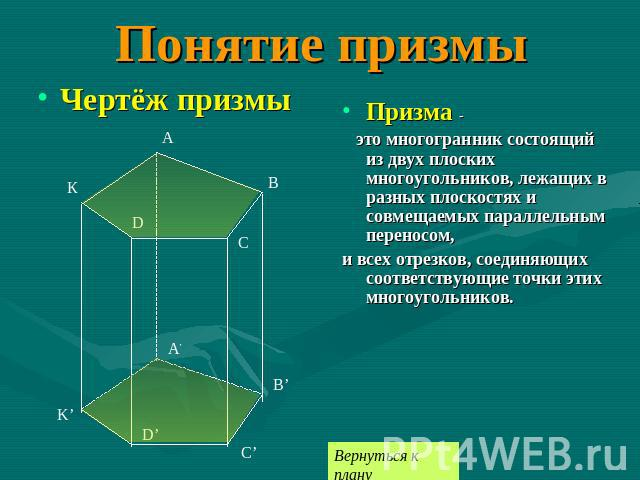 Понятие призмы
• Чертёж призмы
A
K
B
D
C
A'
B’
K’
D’
C’
• Призма -
это многогранник состоящий
из двух плоских
многоугольников, лежащих в
разных плоскостях и
совмещаемых параллельным
переносом,
и всех отрезков, соединяющих
соответствующие точки этих
многоугольников.
Вернуться к
плану
PPt4WEB.ru